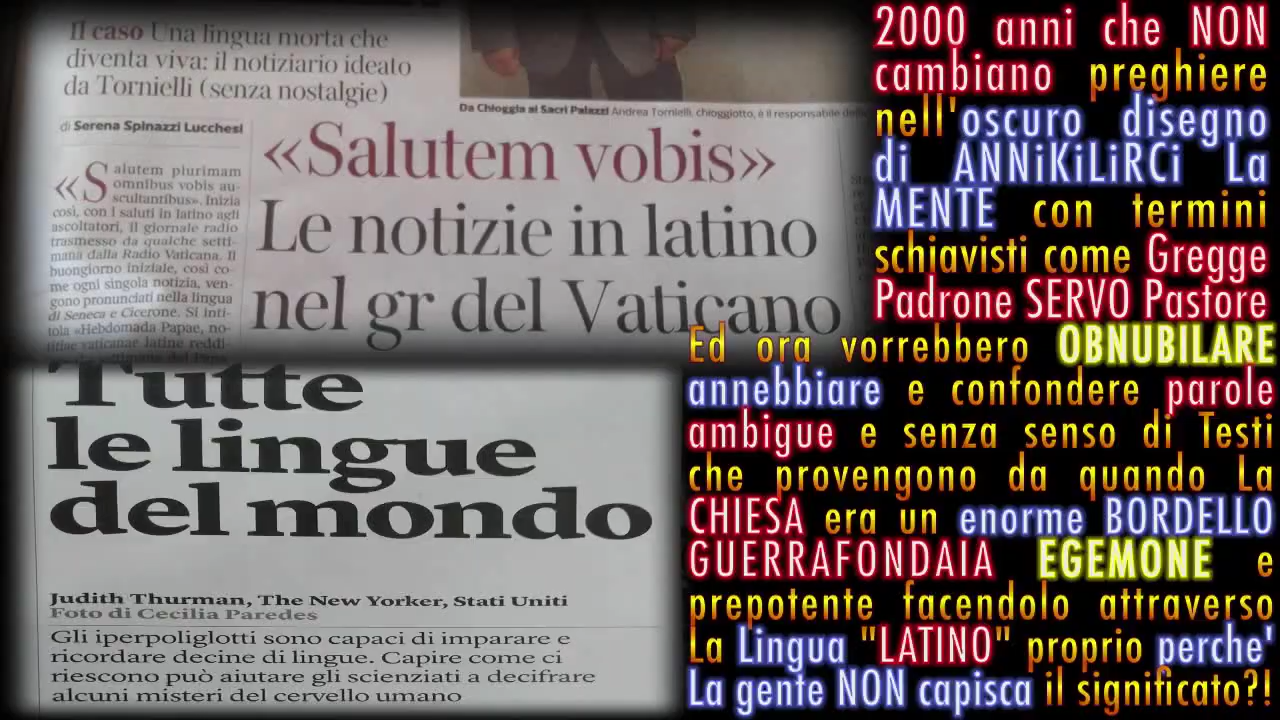 Il caso Una lingua morta che
diventa viva: il notiziario ideato
da Tornielli (senza nostalgie)
Da Chioggia ai Sacri Palazzi Andrea Tornielli, chioggiotto, è il responsabile
di Serena Spinazzi Lucchesi
«Salutem vobis»
Le notizie in latino
nel gr del Vaticano
«Salutem plurimam
omnibus vobis au-
scultantibus». Inizia
così, con i saluti in latino agli
ascoltatori, il giornale radio
trasmesso da qualche setti-
mana dalla Radio Vaticana. Il
buongiorno iniziale, così co-
me ogni singola notizia, ven-
gono pronunciati nella lingua
di Seneca e Cicerone. Si inti-
tola «Hebdomada Papae, no-
titiae vaticanae latine reddi-
Tutte
le lingue
del mondo
Judith Thurman, The New Yorker, Stati Uniti
Foto di Cecilia Paredes
Gli iperpoliglotti sono capaci di imparare e
ricordare decine di lingue. Capire come ci
riescono può aiutare gli scienziati a decifrare
alcuni misteri del cervello umano
2000 anni che NON
cambiano preghiere
nell'oscuro disegno
di ANNiKiLiRCi La
MENTE con termini
schiavisti come Gregge
Padrone SERVO Pastore
Ed ora vorrebbero OBNUBILARE
annebbiare e confondere parole
ambigue e senza senso di Testi
che provengono da quando La
CHIESA era un enorme BORDELLO
GUERRAFONDAIA EGEMONE e
prepotente facendolo attraverso
La Lingua "LATINO" proprio perche'
La gente NON capisca il significato?!